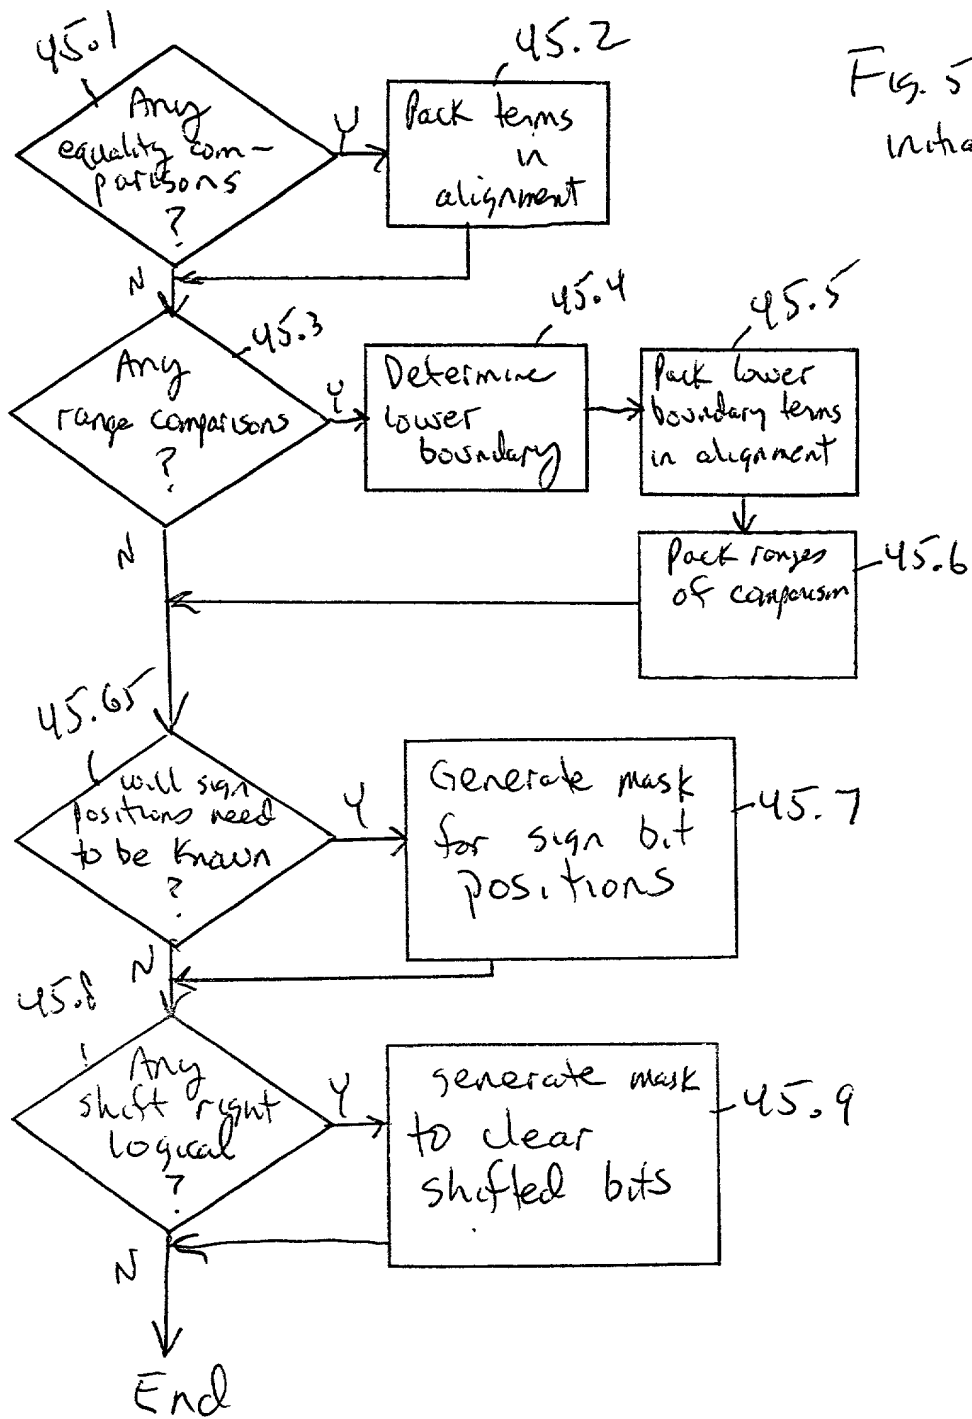 45.1
Any
equality com-
parisons
?
Y
45.2
Pack terms
in
alignment
Fig. 5
initia
N
45.3
Any
range comparisons
?
Y
45.4
Determine
lower
boundary
45.5
Pack lower
boundary terms
in alignment
N
Pack ranges
of comparison
45.6
45.65
will sign
positions need
to be known
?
Y
Generate mask
for sign bit
positions
45.7
N
45.8
Any
shift right
logical
?
Y
generate mask
to clear
shifted bits
45.9
N
End